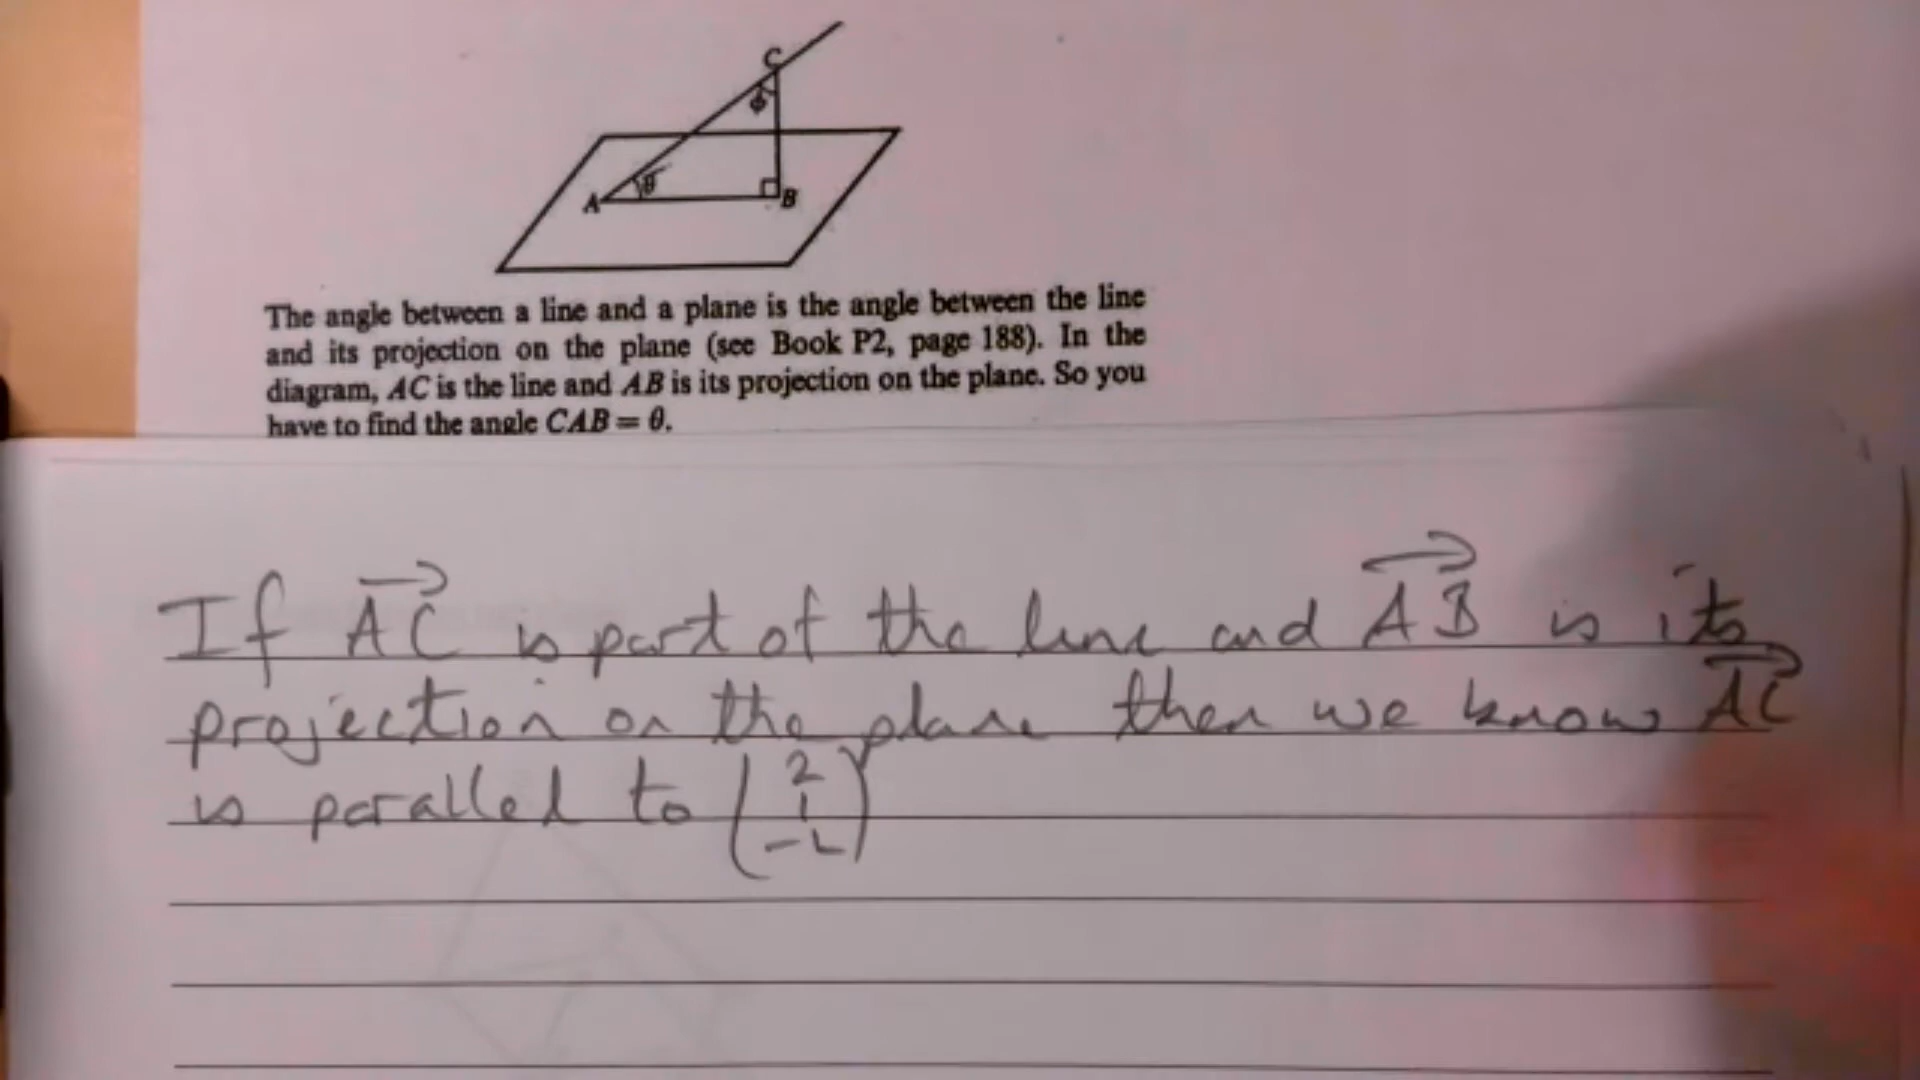 C
ϕ
A θ B
The angle between a line and a plane is the angle between the line
and its projection on the plane (see Book P2, page 188). In the
diagram, AC is the line and AB is its projection on the plane. So you
have to find the angle CAB = θ.
If AC is part of the line and AB is its
projection on the plane then we know AC
is parallel to (2
1
-2)